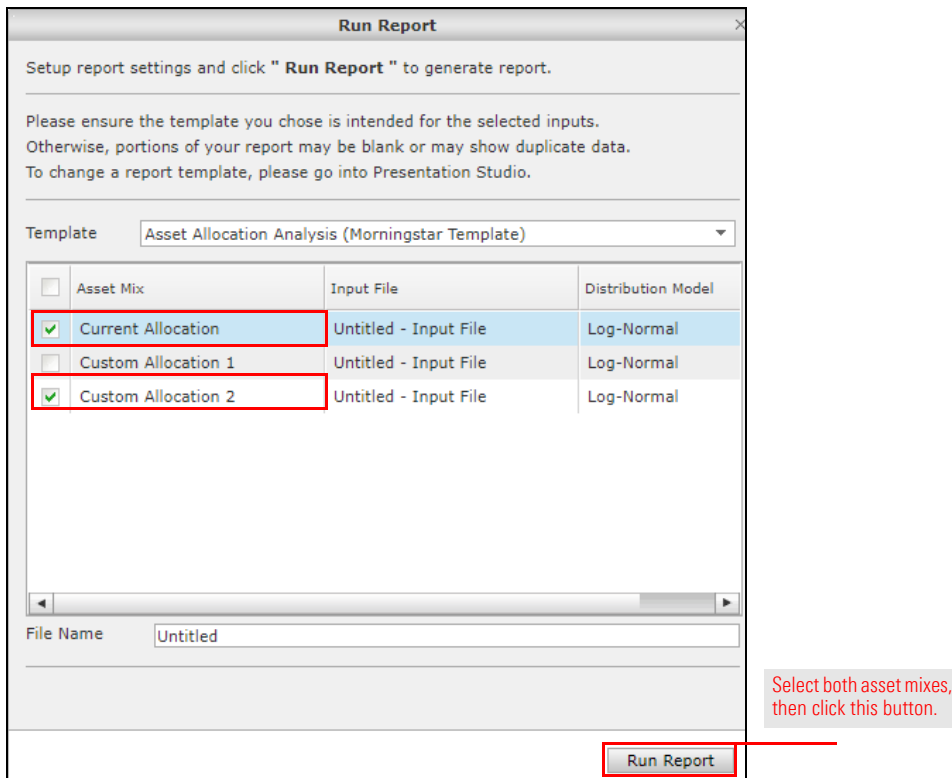 Run Report
Setup report settings and click " Run Report " to generate report.
Please ensure the template you chose is intended for the selected inputs.
Otherwise, portions of your report may be blank or may show duplicate data.
To change a report template, please go into Presentation Studio.
Template Asset Allocation Analysis (Morningstar Template)
Asset Mix Input File Distribution Model
Current Allocation Untitled - Input File Log-Normal
Custom Allocation 1 Untitled - Input File Log-Normal
Custom Allocation 2 Untitled - Input File Log-Normal
File Name Untitled
Select both asset mixes,
then click this button.
Run Report